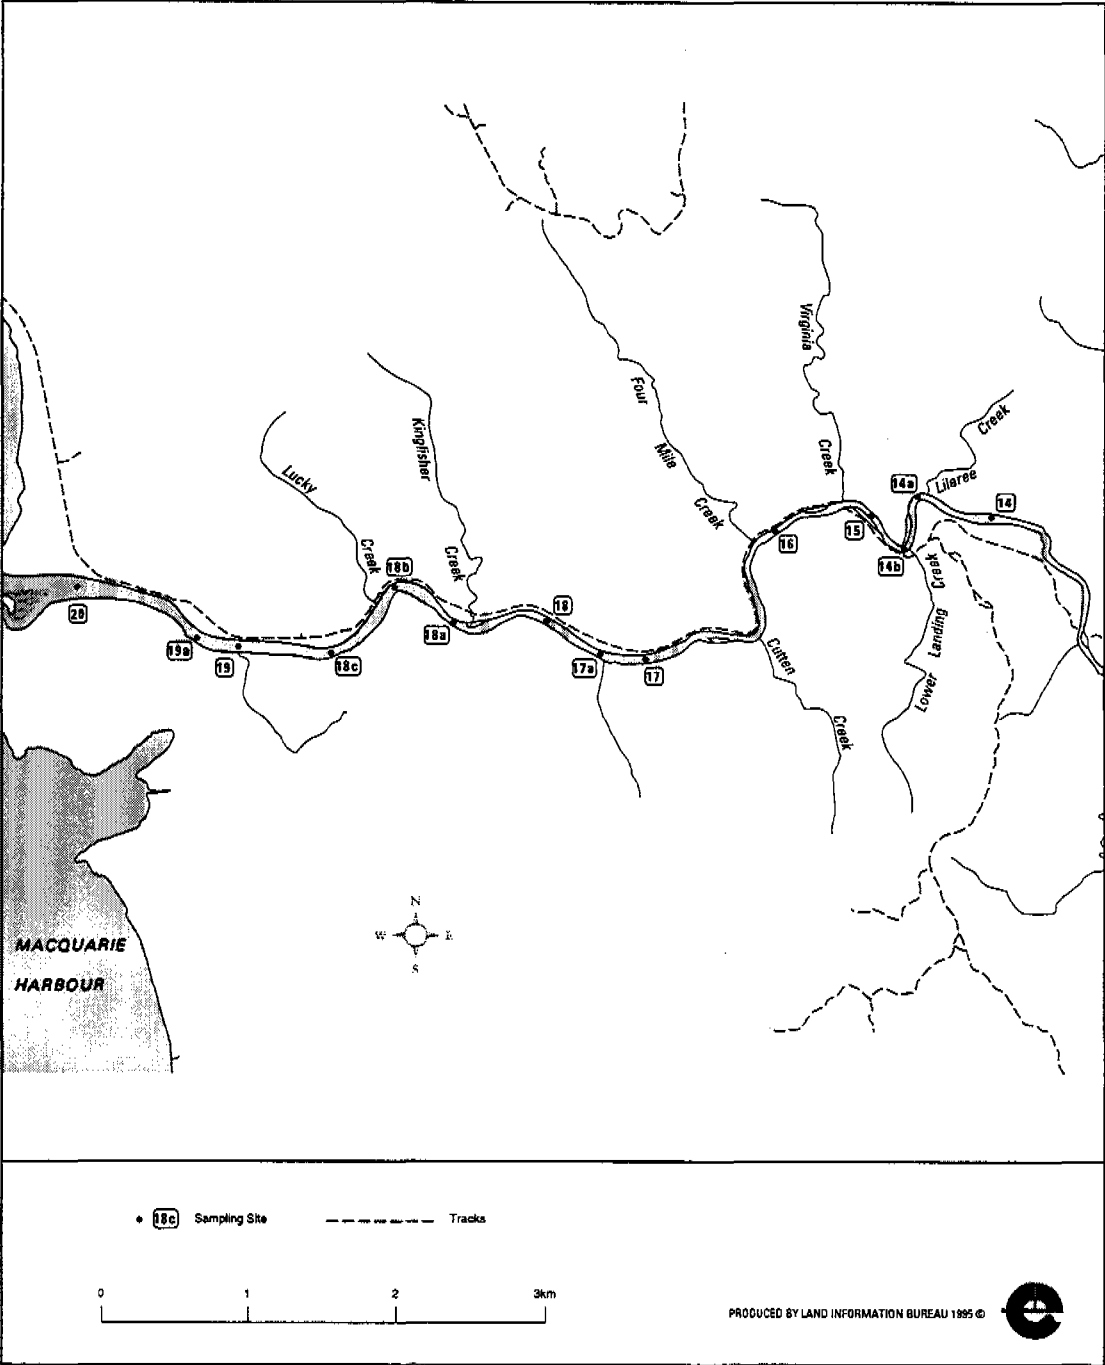 Virginia
Creek
Four
Mile
Creek
Creek
Lilaree
Kingfisher
Creek
Lucky
Creek
14a
14
15
16
14b
Creek
Landing
Lower
18b
18
18a
20
19a
19
18c
17a
17
Cutten
Creek
MACQUARIE
HARBOUR
N
W E
S
18c Sampling Site Tracks
0 1 2 3km
PRODUCED BY LAND INFORMATION BUREAU 1995 ©